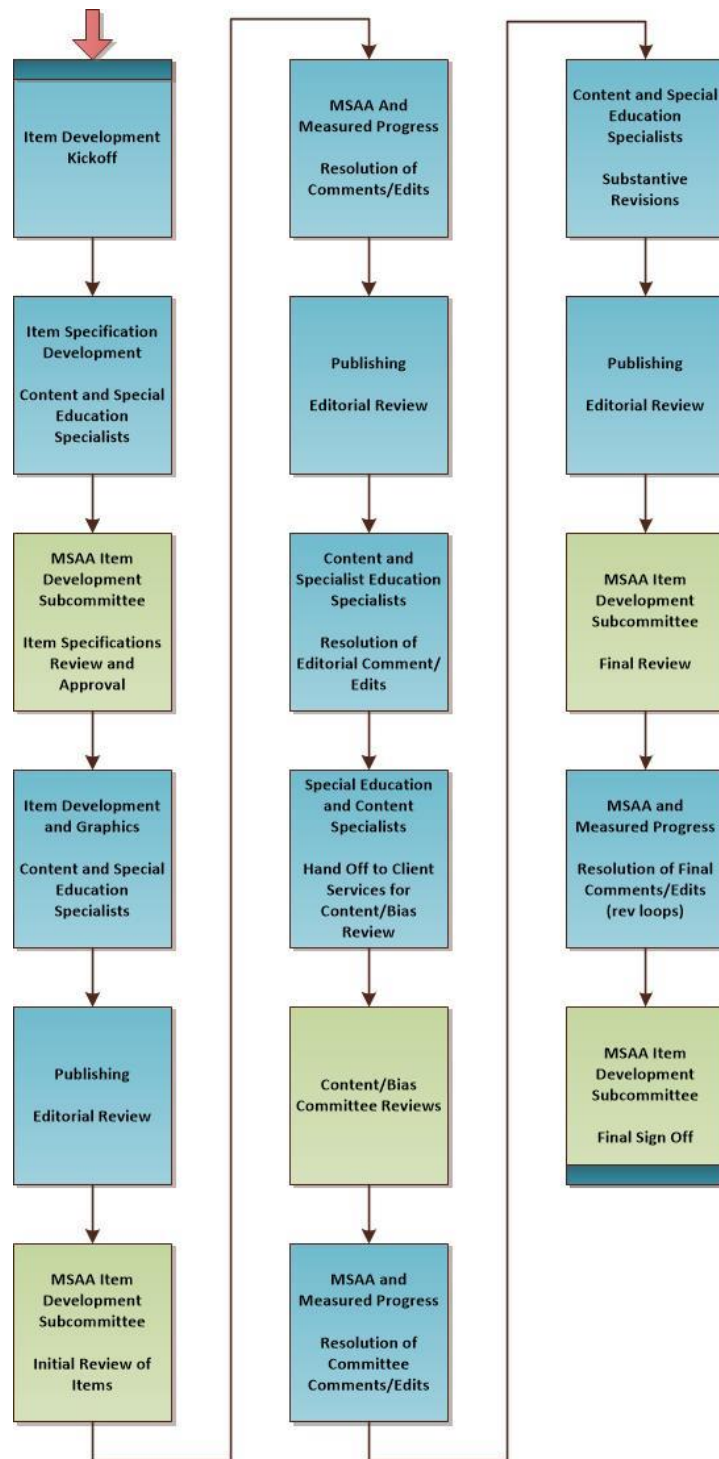 Item Development
Kickoff
Item Specification
Development
Content and Special
Education
Specialists
MSAA Item
Development
Subcommittee
Item Specifications
Review and
Approval
Item Development
and Graphics
Content and Special
Education
Specialists
Publishing
Editorial Review
MSAA Item
Development
Subcommittee
Initial Review of
Items
MSAA And
Measured Progress
Resolution of
Comments/Edits
Publishing
Editorial Review
Content and
Specialist Education
Specialists
Resolution of
Editorial Comment/
Edits
Special Education
and Content
Specialists
Hand Off to Client
Services for
Content/Bias
Review
Content/Bias
Committee Reviews
MSAA and
Measured Progress
Resolution of
Committee
Comments/Edits
Content and Special
Education
Specialists
Substantive
Revisions
Publishing
Editorial Review
MSAA Item
Development
Subcommittee
Final Review
MSAA and
Measured Progress
Resolution of Final
Comments/Edits
(rev loops)
MSAA Item
Development
Subcommittee
Final Sign Off